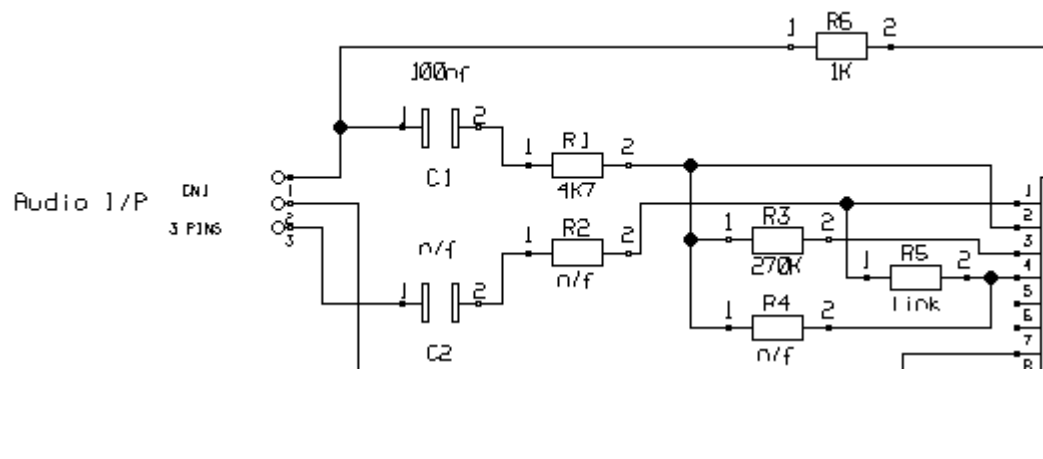 1 R6 2
1K
100nf
1 2
R1
1 2
C1
4K7
Audio I/P
CN1
3 PINS
1
2
3
n/f
1 R2 2
n/f
1 2
C2
1 R3 2
270K
1 R5 2
link
1 R4 2
n/f
1
2
3
4
5
6
7
8